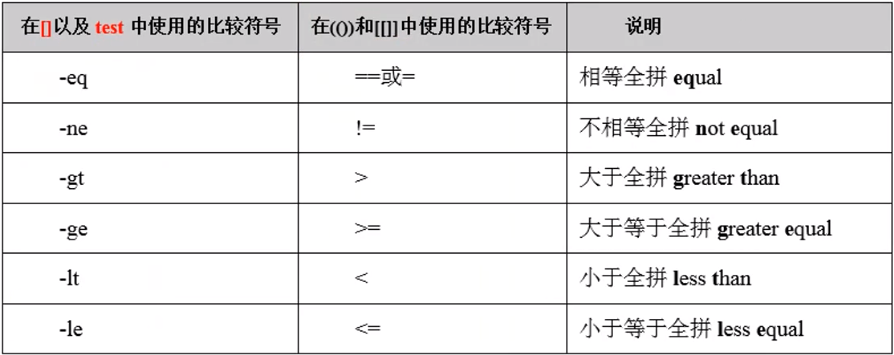 在[]以及 test 中使用的比较符号 在(())和[[]]中使用的比较符号 说明
-eq ==或= 相等全拼 equal
-ne != 不相等全拼 not equal
-gt > 大于全拼 greater than
-ge >= 大于等于全拼 greater equal
-lt < 小于全拼 less than
-le <= 小于等于全拼 less equal